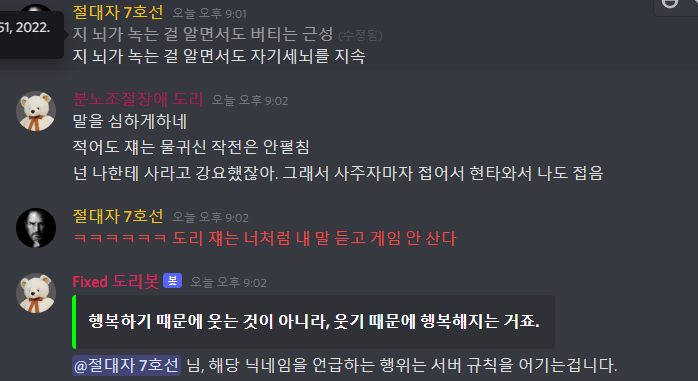 51, 2022.
절대자 7호선 오늘 오후 9:01
지 뇌가 녹는 걸 알면서도 버티는 근성 (수정됨)
지 뇌가 녹는 걸 알면서도 자기세뇌를 지속
분노조절장애 도리 오늘 오후 9:02
말을 심하게하네
적어도 쟤는 물귀신 작전은 안펼침
넌 나한테 사라고 강요했잖아. 그래서 사주자마자 접어서 현타와서 나도 접음
절대자 7호선 오늘 오후 9:02
ㅋㅋㅋㅋㅋㅋ 도리 쟤는 너처럼 내 말 듣고 게임 안 산다
Fixed 도리봇 봇 오늘 오후 9:02
행복하기 때문에 웃는 것이 아니라, 웃기 때문에 행복해지는 거죠.
@절대자 7호선 님, 해당 닉네임을 언급하는 행위는 서버 규칙을 어기는겁니다.